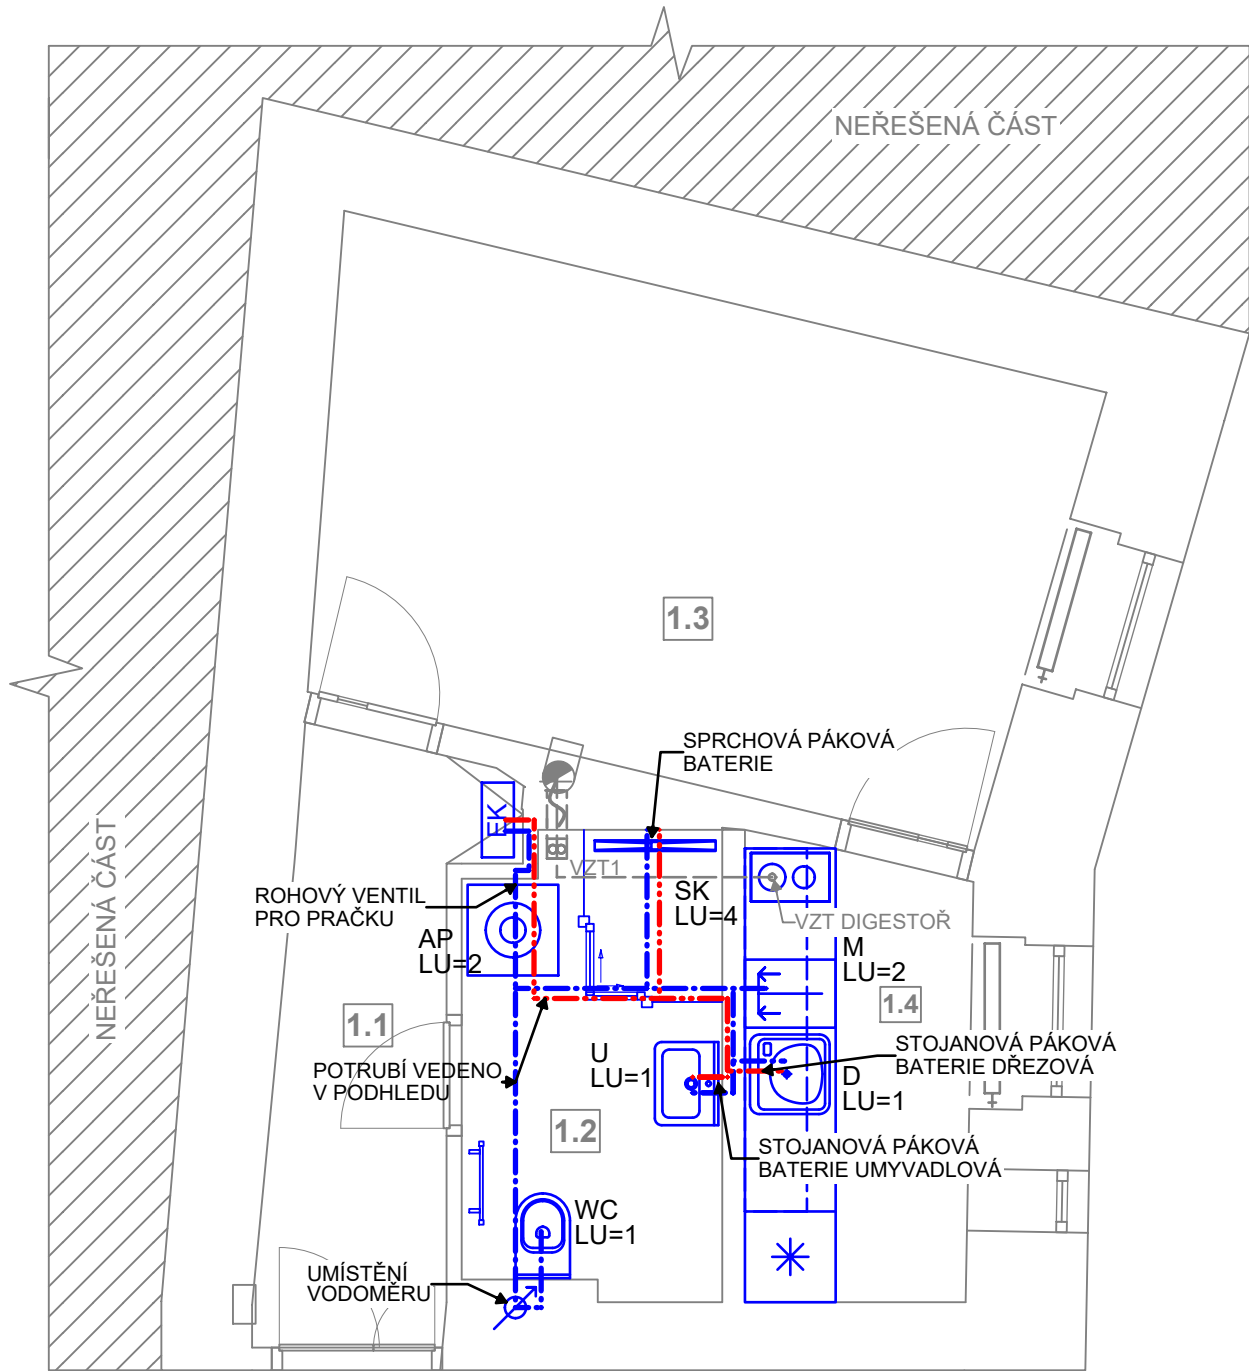 NEŘEŠENÁ ČÁST
1.3
SPRCHOVÁ PÁKOVÁ
BATERIE
EK
VZT1
NEŘEŠENÁ ČÁST
ROHOVÝ VENTIL
PRO PRAČKU
SK
LU=4
VZT DIGESTOŘ
AP
LU=2
M
LU=2
1.1
1.4
STOJANOVÁ PÁKOVÁ
BATERIE DŘEZOVÁ
U
LU=1
POTRUBÍ VEDENO
V PODHLEDU
D
LU=1
1.2
STOJANOVÁ PÁKOVÁ
BATERIE UMYVADLOVÁ
WC
LU=1
UMÍSTĚNÍ
VODOMĚRU